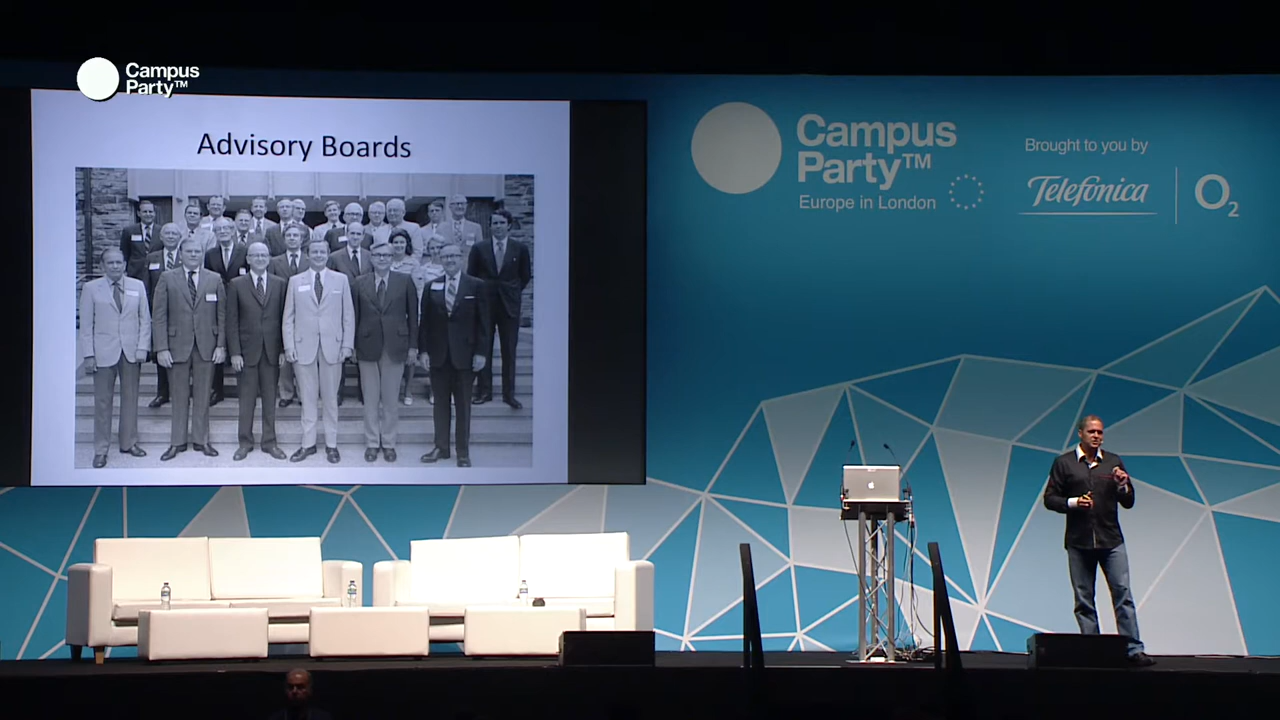 Campus
Party™
Advisory Boards
Campus
Party™
Europe in London
Brought to you by
Telefónica
O2